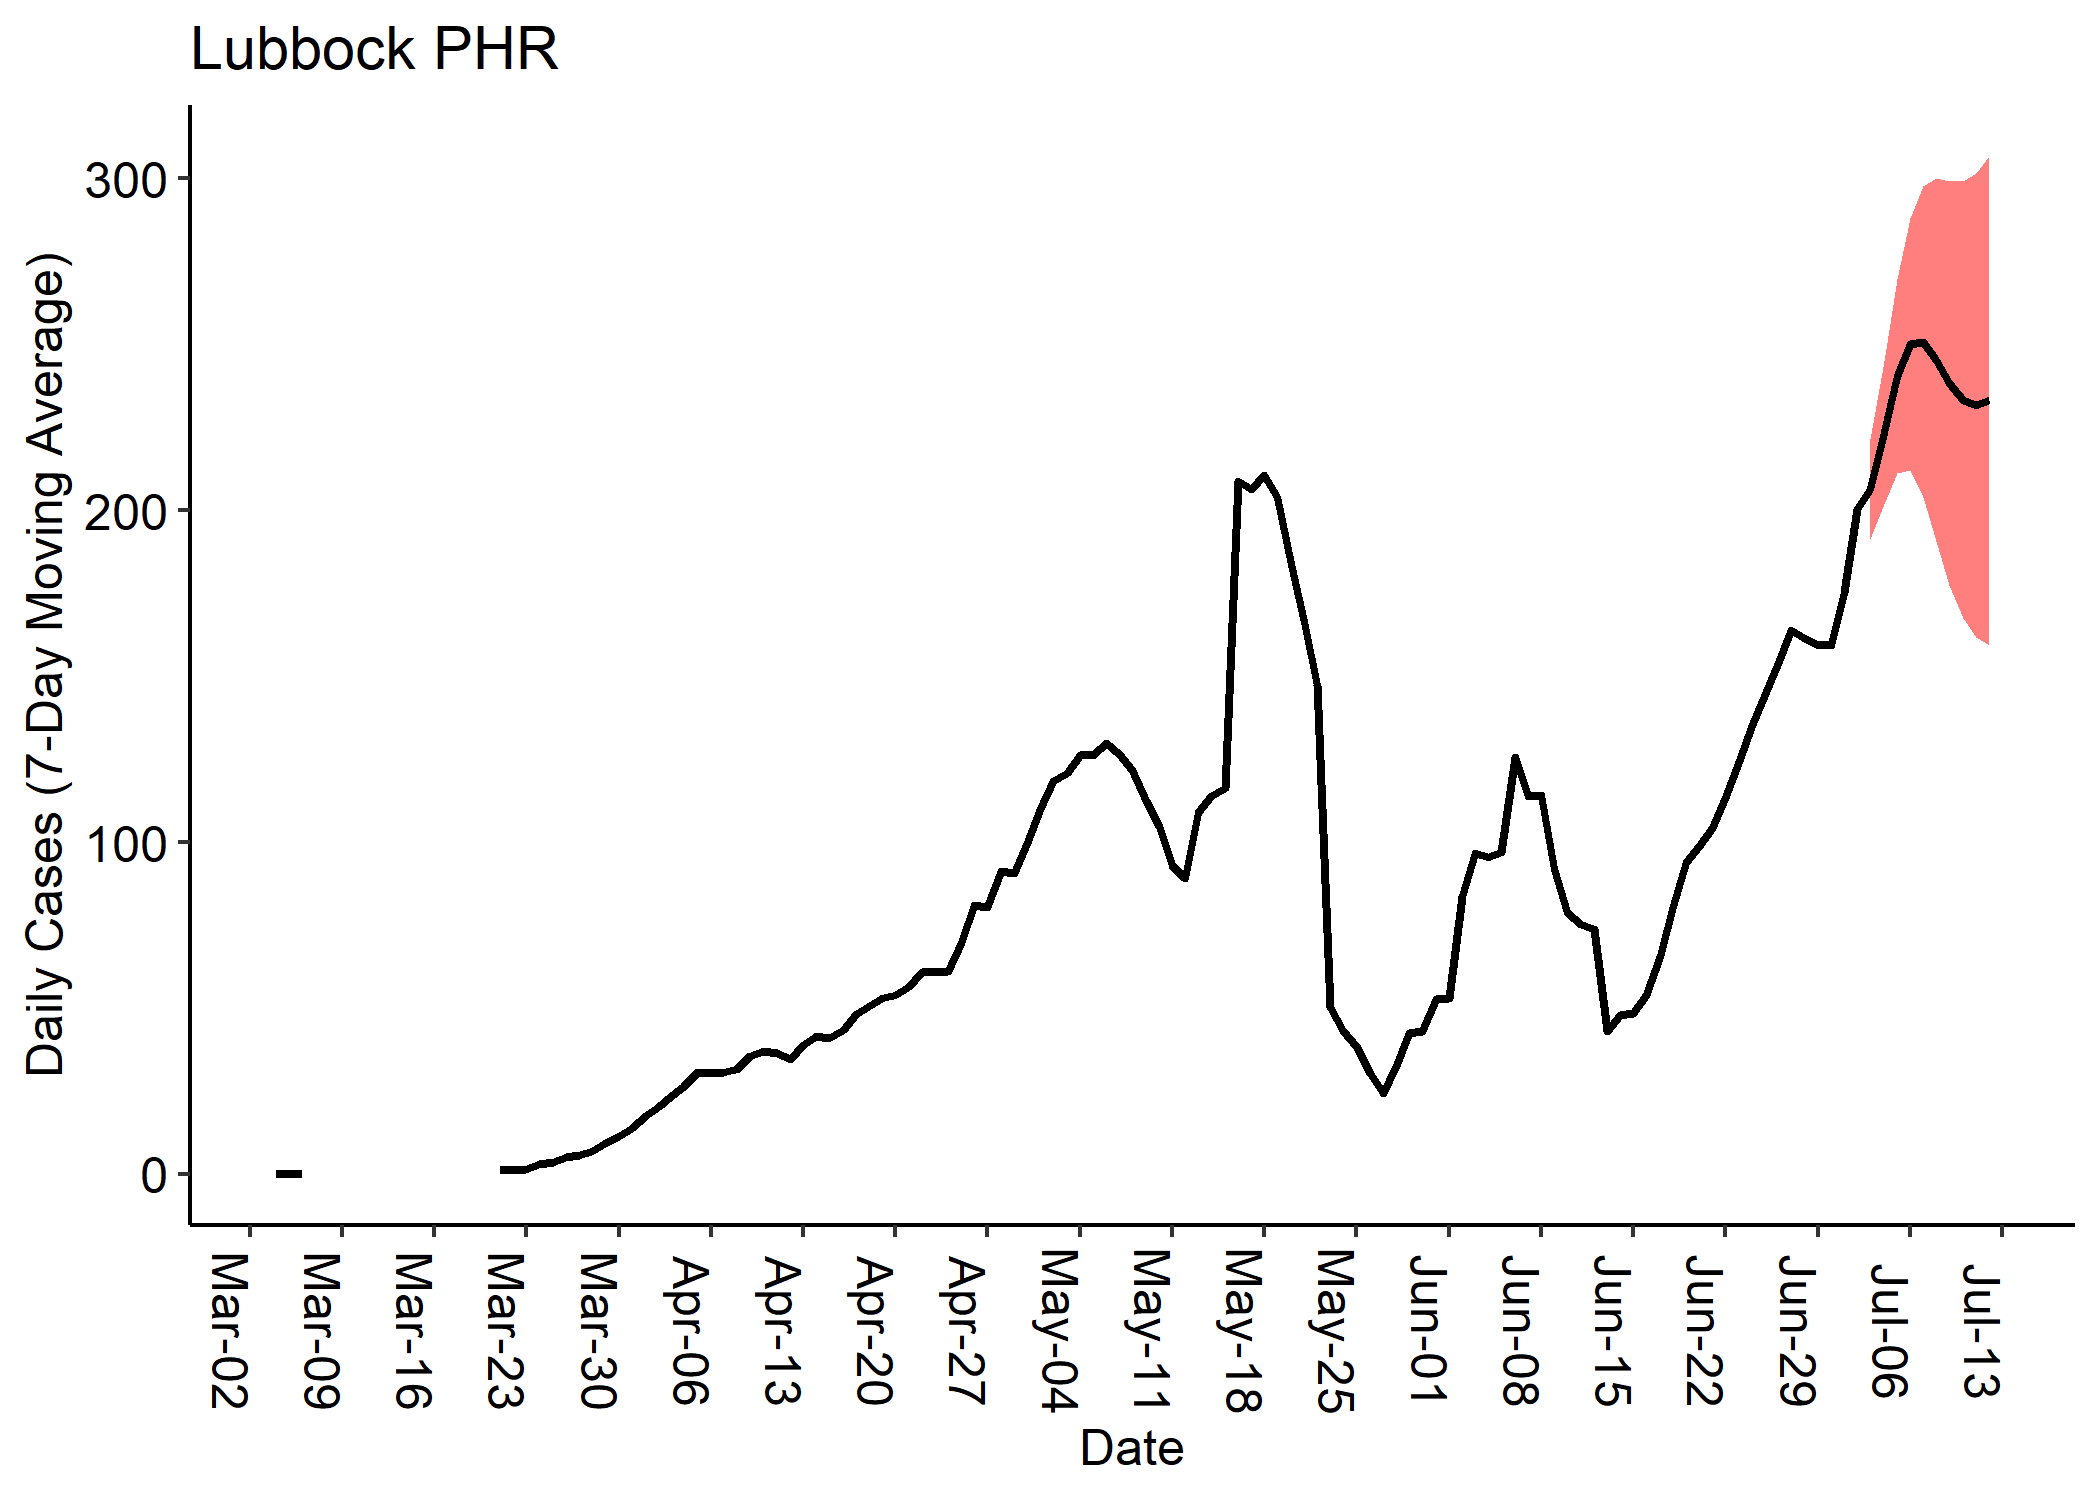 Lubbock PHR
Daily Cases (7-Day Moving Average)
300
200
100
0
Mar-02
Mar-09
Mar-16
Mar-23
Mar-30
Apr-06
Apr-13
Apr-20
Apr-27
May-04
May-11
May-18
May-25
Jun-01
Jun-08
Jun-15
Jun-22
Jun-29
Jul-06
Jul-13
Date